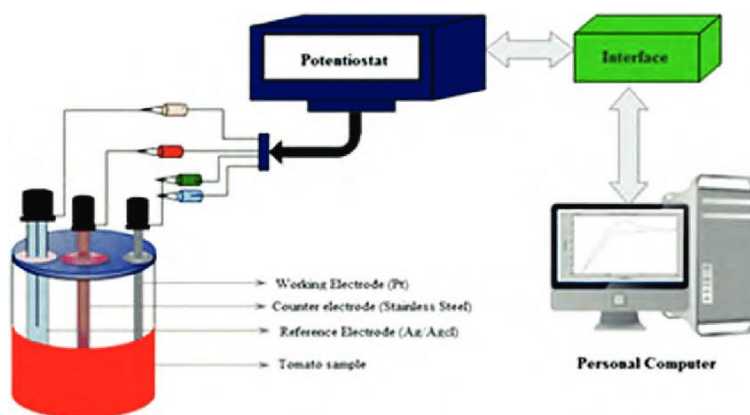 Potentiostat
Interface
Working Electrode (Pt)
Counter electrode (Stainless Steel)
Reference Electrode (Ag/Agcl)
Tomato sample
Personal Computer